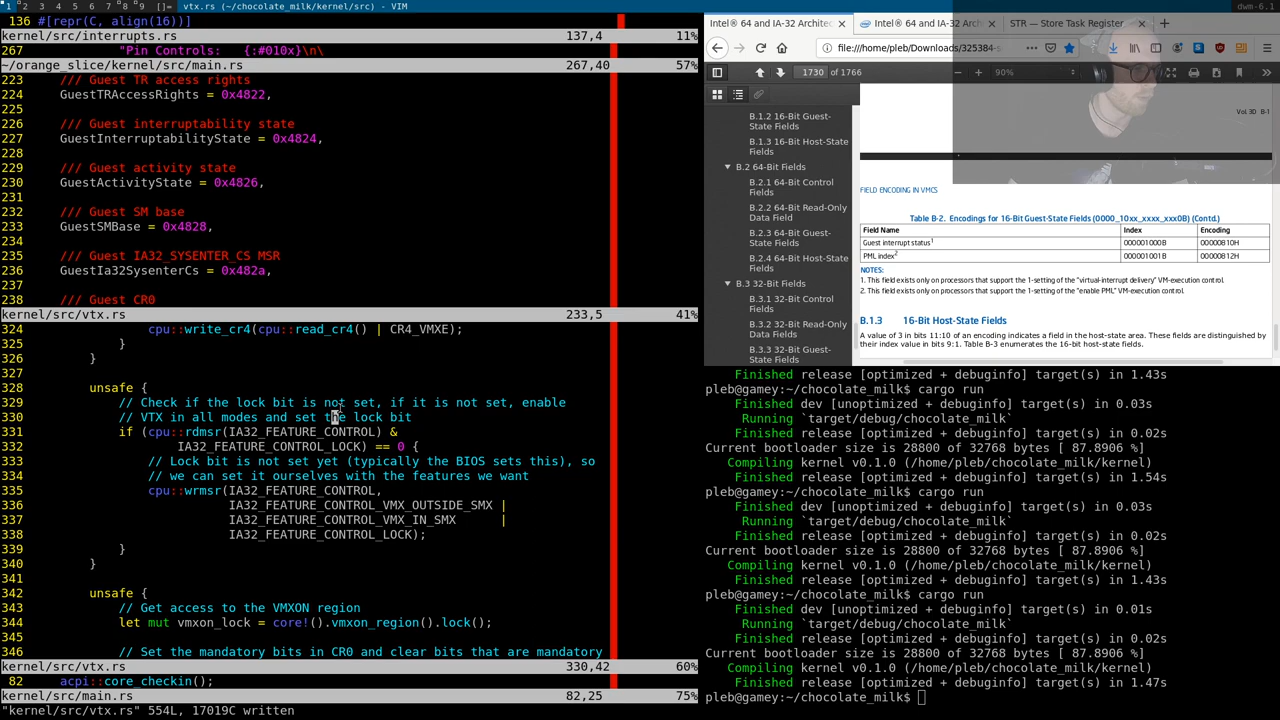 1 2 3 4 5 6 7 8 9 []= vtx.rs (~/chocolate_milk/kernel/src) - VIM dwm-6.1
136 #[repr(C, align(16))]
kernel/src/interrupts.rs 137,4 11%
267 "Pin Controls: {:#010x}\n\
~/orange_slice/kernel/src/main.rs 267,40 57%
223 /// Guest TR access rights
224 GuestTRAccessRights = 0x4822,
225
226 /// Guest interruptability state
227 GuestInterruptabilityState = 0x4824,
228
229 /// Guest activity state
230 GuestActivityState = 0x4826,
231
232 /// Guest SM base
233 GuestSMBase = 0x4828,
234
235 /// Guest IA32_SYSENTER_CS MSR
236 GuestIa32SysenterCs = 0x482a,
237
238 /// Guest CR0
kernel/src/vtx.rs 233,5 41%
324 cpu::write_cr4(cpu::read_cr4() | CR4_VMXE);
325 }
326 }
327
328 unsafe {
329 // Check if the lock bit is not set, if it is not set, enable
330 // VTX in all modes and set the lock bit
331 if (cpu::rdmsr(IA32_FEATURE_CONTROL) &
332 IA32_FEATURE_CONTROL_LOCK) == 0 {
333 // Lock bit is not set yet (typically the BIOS sets this), so
334 // we can set it ourselves with the features we want
335 cpu::wrmsr(IA32_FEATURE_CONTROL,
336 IA32_FEATURE_CONTROL_VMX_OUTSIDE_SMX |
337 IA32_FEATURE_CONTROL_VMX_IN_SMX |
338 IA32_FEATURE_CONTROL_LOCK);
339 }
340 }
341
342 unsafe {
343 // Get access to the VMXON region
344 let mut vmxon_lock = core!().vmxon_region().lock();
345
346 // Set the mandatory bits in CR0 and clear bits that are mandatory
kernel/src/vtx.rs 330,42 60%
82 acpi::core_checkin();
kernel/src/main.rs 82,25 75%
"kernel/src/vtx.rs" 554L, 17019C written
Intel® 64 and IA-32 Architec Intel® 64 and IA-32 Arch STR — Store Task Register
file:///home/pleb/Downloads/325384-s
1730 of 1766 90%
B.1.2 16-Bit Guest-
State Fields
B.1.3 16-Bit Host-State
Fields
B.2 64-Bit Fields
B.2.1 64-Bit Control
Fields
B.2.2 64-Bit Read-Only
Data Field
B.2.3 64-Bit Guest-
State Fields
B.2.4 64-Bit Host-State
Fields
B.3 32-Bit Fields
B.3.1 32-Bit Control
Fields
B.3.2 32-Bit Read-Only
Data Fields
B.3.3 32-Bit Guest-
State Fields
Vol. 3D B-1
FIELD ENCODING IN VMCS
Table B-2. Encodings for 16-Bit Guest-State Fields (0000_10xx_xxxx_xxx0B) (Contd.)
Field Name Index Encoding
Guest interrupt status1 000001000B 00000810H
PML index2 000001001B 00000812H
NOTES:
1. This field exists only on processors that support the 1-setting of the "virtual-interrupt delivery" VM-execution control.
2. This field exists only on processors that support the 1-setting of the "enable PML" VM-execution control.
B.1.3 16-Bit Host-State Fields
A value of 3 in bits 11:10 of an encoding indicates a field in the host-state area. These fields are distinguished by
their index value in bits 9:1. Table B-3 enumerates the 16-bit host-state fields.
Finished release [optimized + debuginfo] target(s) in 1.43s
pleb@gamey:~/chocolate_milk$ cargo run
Finished dev [unoptimized + debuginfo] target(s) in 0.03s
Running `target/debug/chocolate_milk`
Finished release [optimized + debuginfo] target(s) in 0.02s
Current bootloader size is 28800 of 32768 bytes [ 87.8906 %]
Compiling kernel v0.1.0 (/home/pleb/chocolate_milk/kernel)
Finished release [optimized + debuginfo] target(s) in 1.54s
pleb@gamey:~/chocolate_milk$ cargo run
Finished dev [unoptimized + debuginfo] target(s) in 0.03s
Running `target/debug/chocolate_milk`
Finished release [optimized + debuginfo] target(s) in 0.02s
Current bootloader size is 28800 of 32768 bytes [ 87.8906 %]
Compiling kernel v0.1.0 (/home/pleb/chocolate_milk/kernel)
Finished release [optimized + debuginfo] target(s) in 1.43s
pleb@gamey:~/chocolate_milk$ cargo run
Finished dev [unoptimized + debuginfo] target(s) in 0.01s
Running `target/debug/chocolate_milk`
Finished release [optimized + debuginfo] target(s) in 0.02s
Current bootloader size is 28800 of 32768 bytes [ 87.8906 %]
Compiling kernel v0.1.0 (/home/pleb/chocolate_milk/kernel)
Finished release [optimized + debuginfo] target(s) in 1.47s
pleb@gamey:~/chocolate_milk$